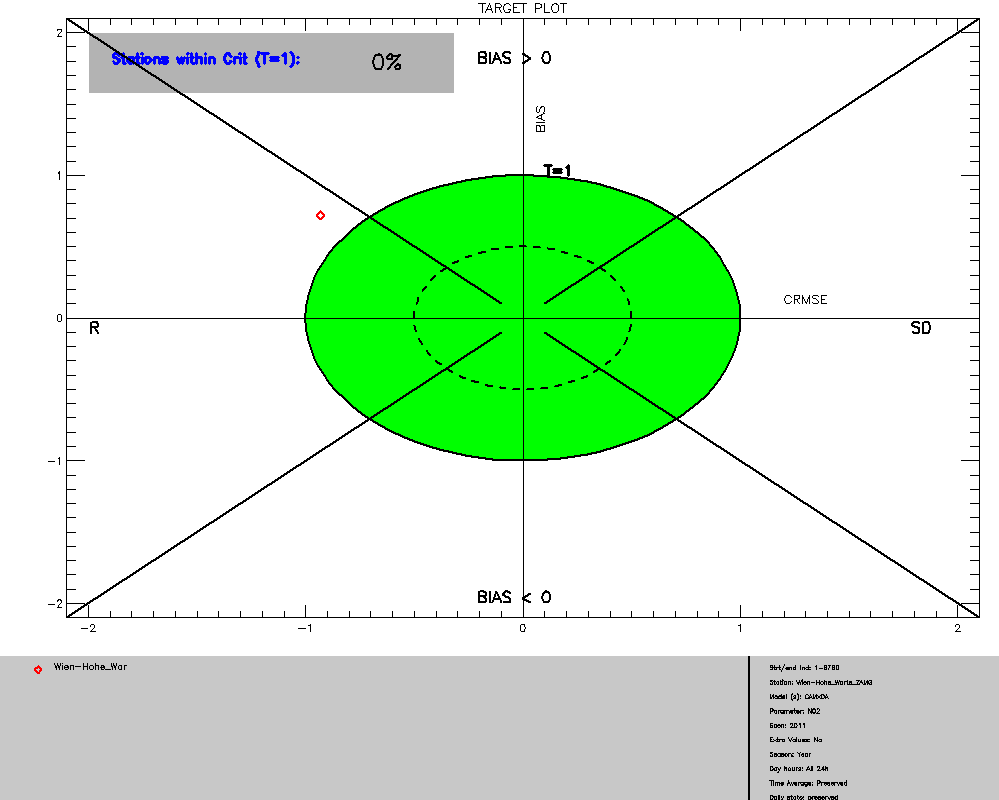 TARGET PLOT
2
Stations within Crit (T=1): 0%
BIAS > 0
BIAS
T=1
1
CRMSE
0
R
SD
-1
BIAS < 0
-2
-2 -1 0 1 2
Wien-Hohe_War
Strt/end Ind: 1-8760
Station: Wien-Hohe_Warte_ZAMG
Model (s):
Parameter: NO2
Scen: 2011
Extra Values: No
Season: Year
Day hours: All 24h
Time Average: Preserved
Daily stats: preserved